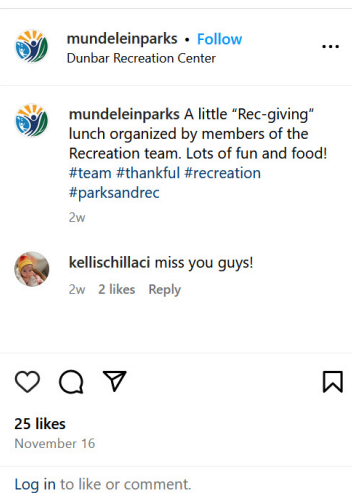 mundeleinparks • Follow
Dunbar Recreation Center
mundeleinparks A little “Rec-giving”
lunch organized by members of the
Recreation team. Lots of fun and food!
#team #thankful #recreation
#parksandrec
2w
kellischillaci miss you guys!
2w 2 likes Reply
25 likes
November 16
Log in to like or comment.